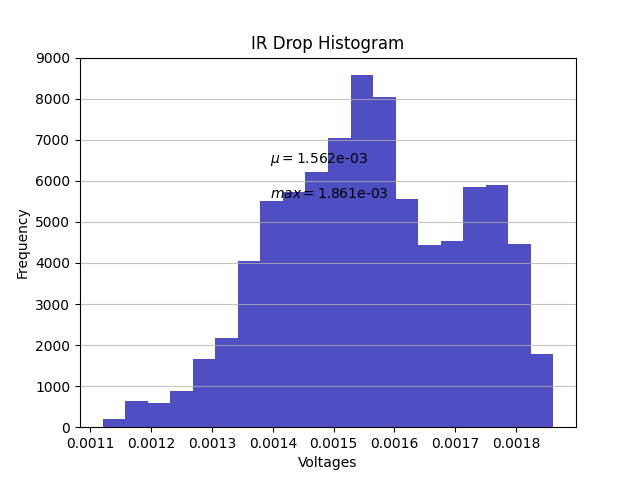 IR Drop Histogram
9000
8000
7000
6000
5000
4000
3000
2000
1000
0
Frequency
μ = 1.562e-03
max = 1.861e-03
0.0011 0.0012 0.0013 0.0014 0.0015 0.0016 0.0017 0.0018
Voltages